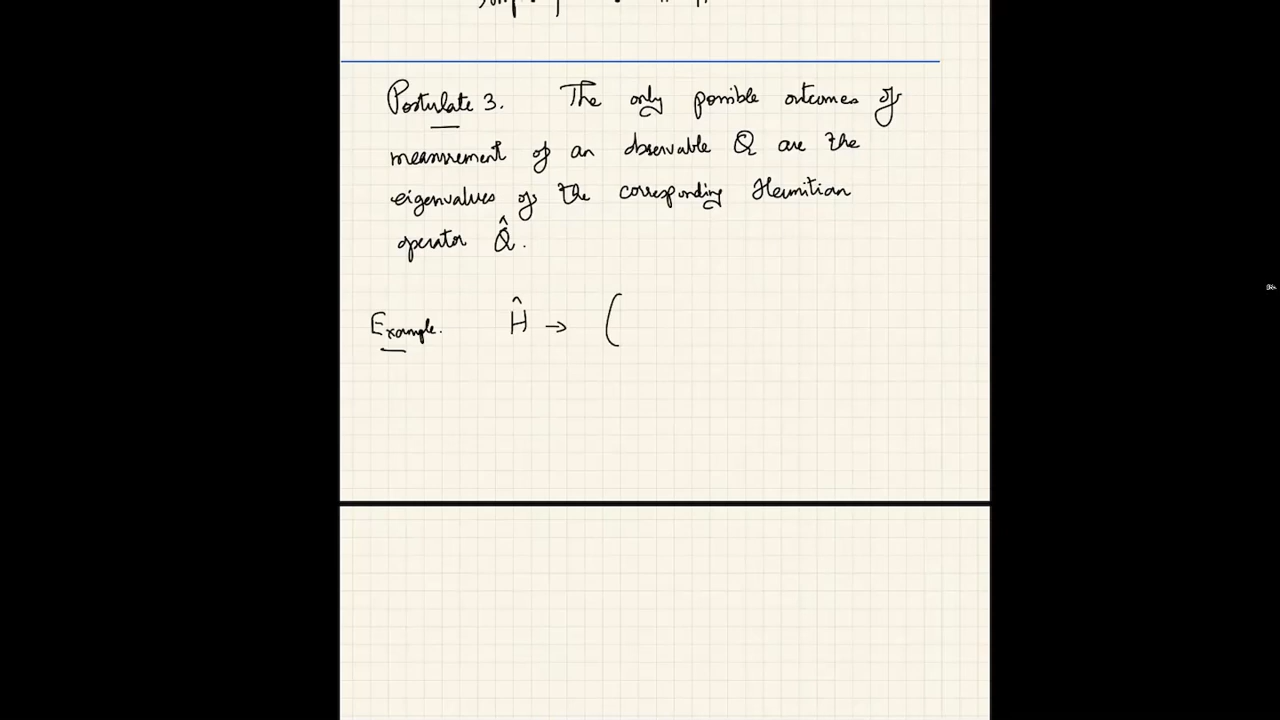 Postulate 3. The only possible outcomes of
measurement of an observable Q are the
eigenvalues of the corresponding Hermitian
operator Q̂.
Example. Ĥ → (